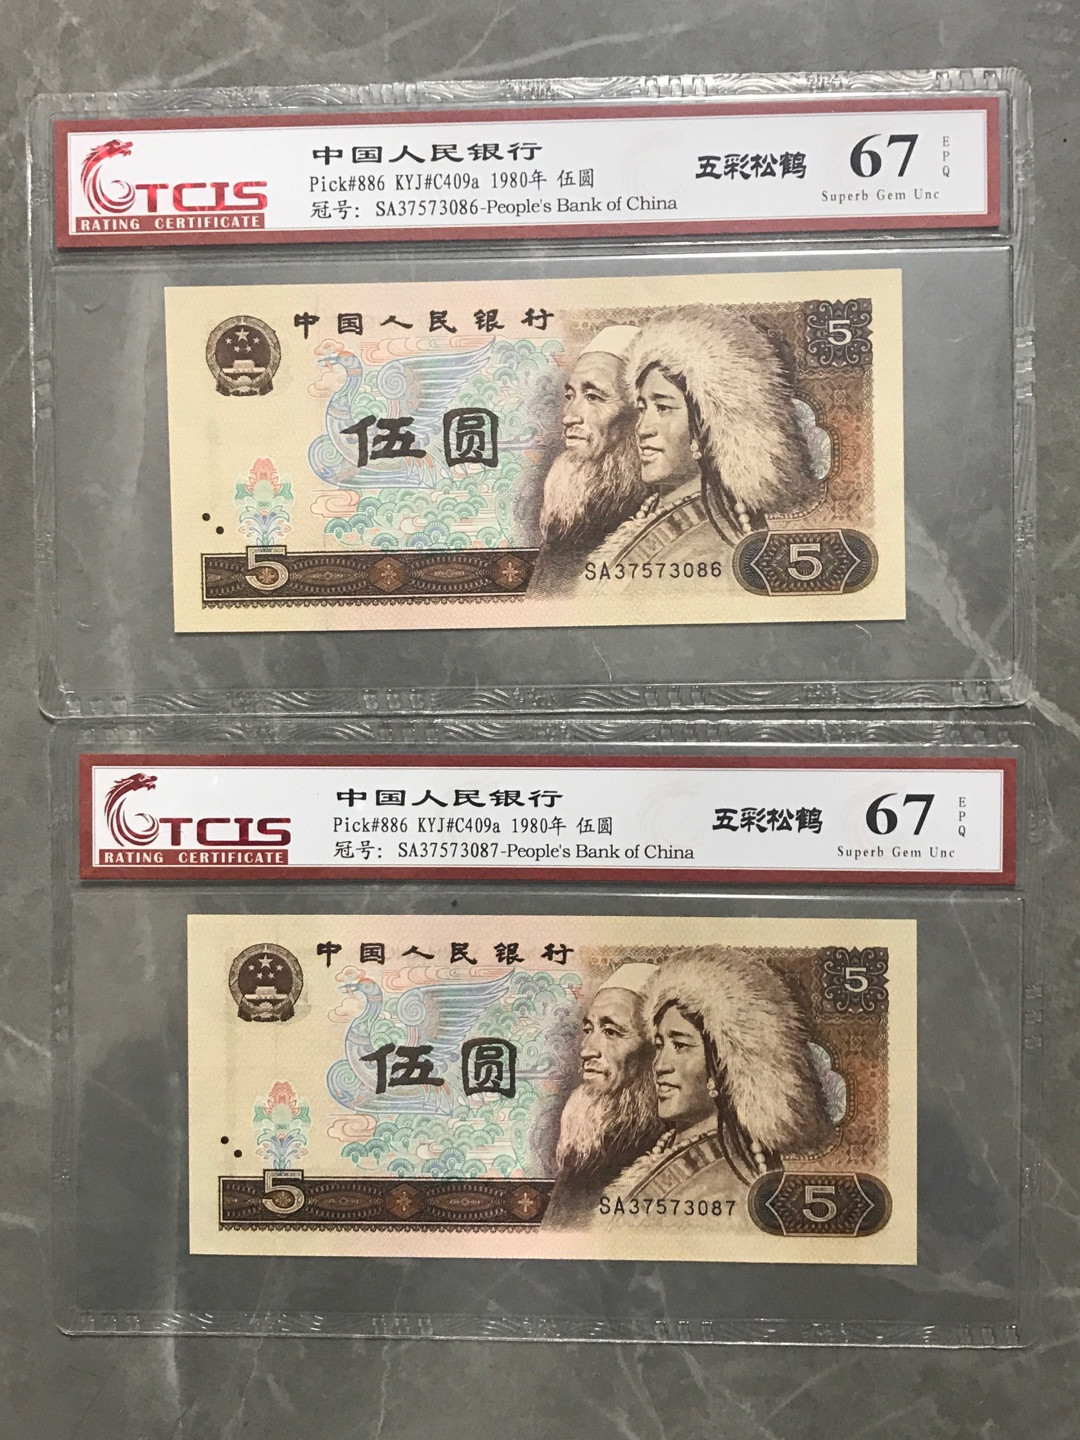 GTCIS
RATING CERTIFICATE
中国人民银行
Pick#886 KYJ#C409a 1980年 伍圆
冠号: SA37573086-People's Bank of China
五彩松鹤
67
EPQ
Superb Gem Unc
中国人民银行
5
伍圆
5
SA37573086
5
GTCIS
RATING CERTIFICATE
中国人民银行
Pick#886 KYJ#C409a 1980年 伍圆
冠号: SA37573087-People's Bank of China
五彩松鹤
67
EPQ
Superb Gem Unc
中国人民银行
5
伍圆
5
SA37573087
5